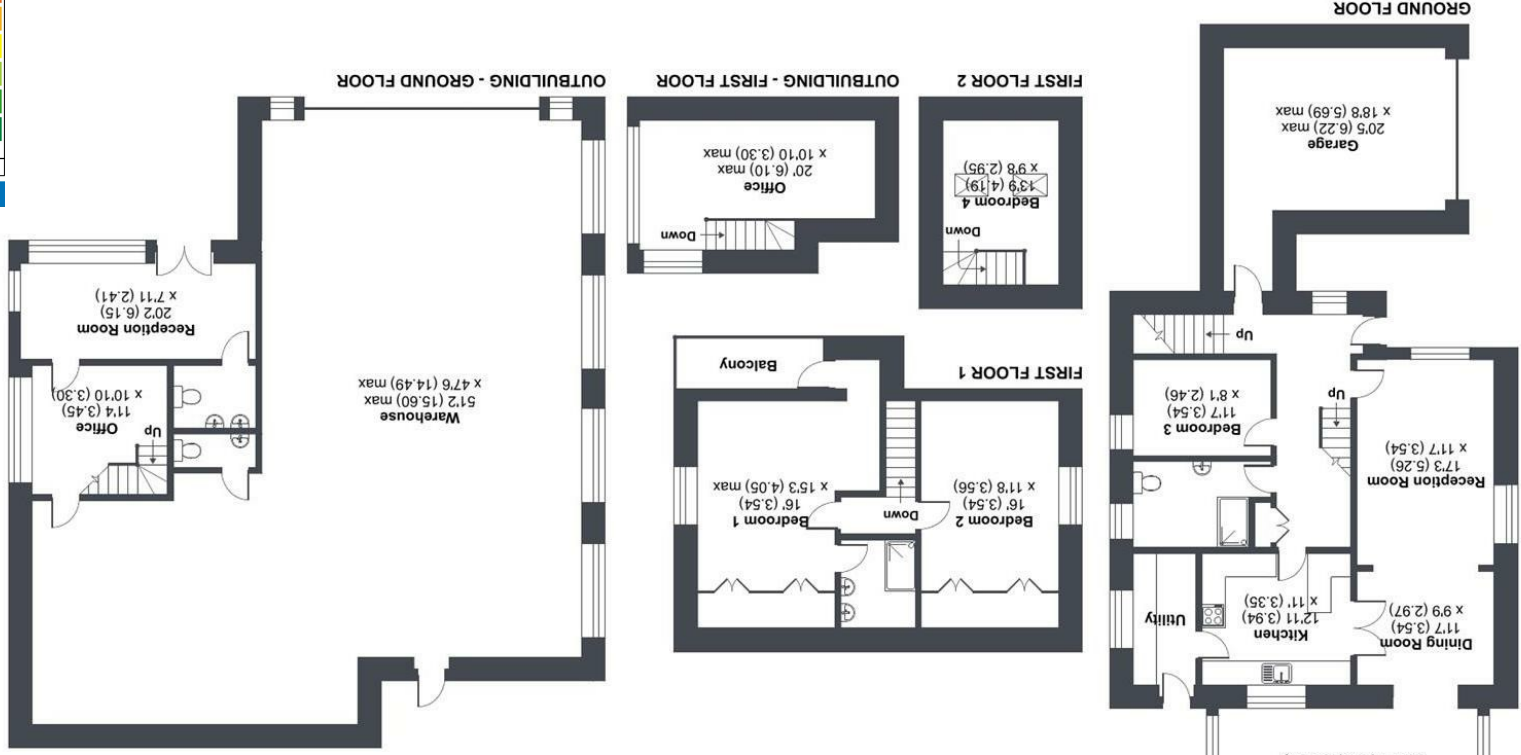 Dining Room
11'7 (3.54)
x 9'9 (2.97)
Kitchen
12'11 (3.94)
x 11' (3.35)
Utility
Reception Room
17'3 (5.26)
x 11'7 (3.54)
Up
Bedroom 3
11'7 (3.54)
x 8'1 (2.46)
Up
Garage
20'5 (6.22) max
x 18'8 (5.69) max
GROUND FLOOR
Bedroom 2
16' (3.54)
x 11'8 (3.56)
Down
Bedroom 1
16' (3.54)
x 15'3 (4.05) max
Balcony
FIRST FLOOR 1
Down
Bedroom 4
13'9 (4.19)
x 9'8 (2.95)
FIRST FLOOR 2
Down
Office
20' (6.10) max
x 10'10 (3.30) max
OUTBUILDING - FIRST FLOOR
Warehouse
51'2 (15.60) max
x 47'6 (14.49) max
Up
Office
11'4 (3.45)
x 10'10 (3.30)
Reception Room
20'2 (6.15)
x 7'11 (2.41)
OUTBUILDING - GROUND FLOOR